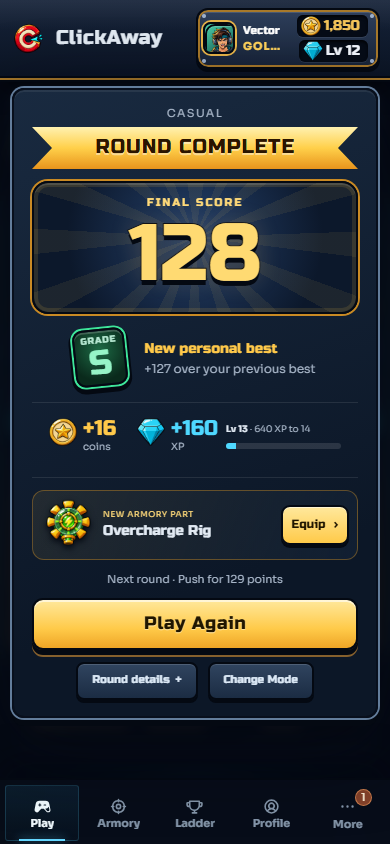 ClickAway
Vector
GOL...
1,850
Lv 12
CASUAL
ROUND COMPLETE
FINAL SCORE
128
GRADE
S
New personal best
+127 over your previous best
+16
coins
+160
XP
Lv 13 · 640 XP to 14
NEW ARMORY PART
Overcharge Rig
Equip ›
Next round · Push for 129 points
Play Again
Round details +
Change Mode
Play
Armory
Ladder
Profile
1
More